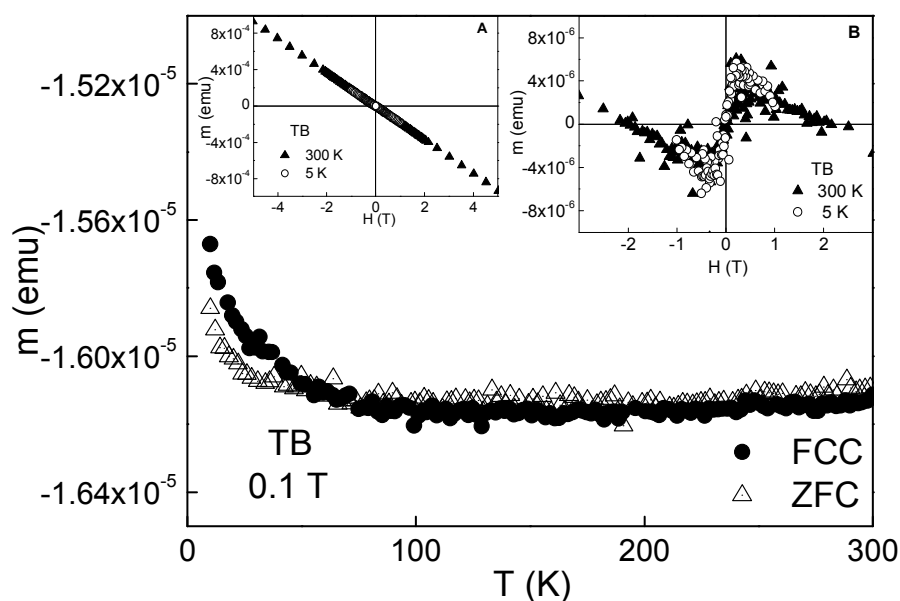 -1.52x10⁻⁵
-1.56x10⁻⁵
-1.60x10⁻⁵
-1.64x10⁻⁵
m (emu)
0 100 200 300
T (K)
TB
0.1 T
FCC
ZFC
A
8x10⁻⁴
4x10⁻⁴
0
-4x10⁻⁴
-8x10⁻⁴
m (emu)
TB
300 K
5 K
-4 -2 0 2 4
H (T)
B
8x10⁻⁶
4x10⁻⁶
0
-4x10⁻⁶
-8x10⁻⁶
m (emu)
TB
300 K
5 K
-2 -1 0 1 2
H (T)